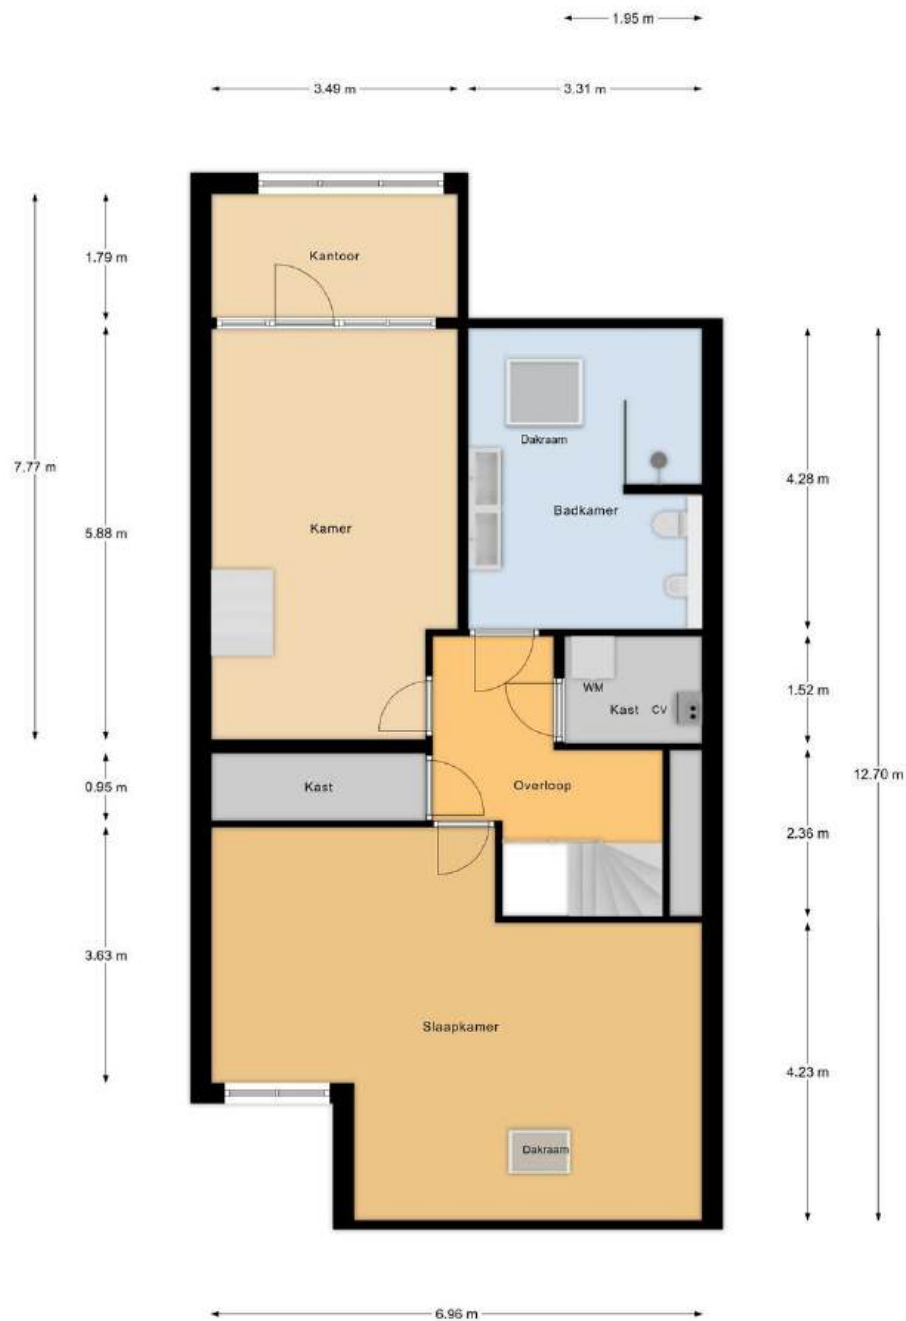 1.95 m
3.49 m
3.31 m
Kantoor
1.79 m
7.77 m
5.88 m
Kamer
Dakraam
Badkamer
4.28 m
WM
Kast CV
1.52 m
12.70 m
Kast
0.95 m
Overloop
2.36 m
3.63 m
Slaapkamer
4.23 m
Dakraam
6.96 m